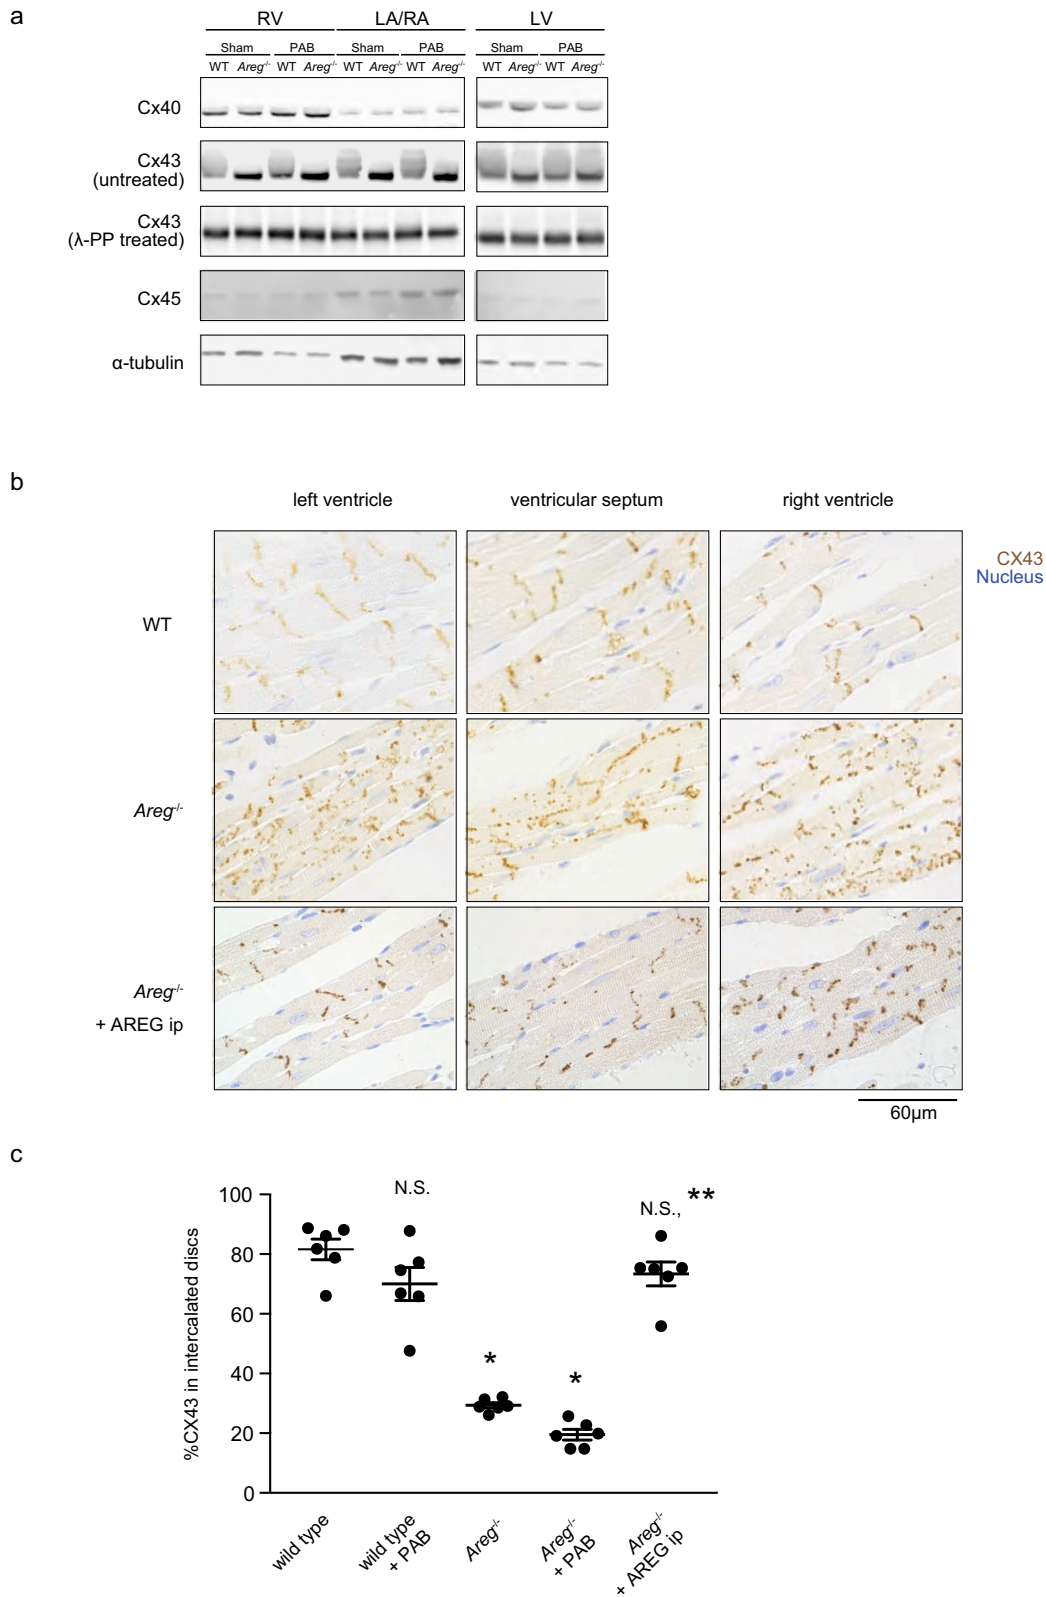 a
RV LA/RA LV
Sham PAB Sham PAB Sham PAB
WT Areg-/- WT Areg-/- WT Areg-/- WT Areg-/- WT Areg-/- WT Areg-/-
Cx40
Cx43
(untreated)
Cx43
(λ-PP treated)
Cx45
α-tubulin
b
left ventricle ventricular septum right ventricle
CX43
Nucleus
WT
Areg-/-
Areg-/-
+ AREG ip
60µm
c
%CX43 in intercalated discs
100
80
60
40
20
0
N.S.
*
*
N.S., **
wild type
wild type
+ PAB
Areg-/-
Areg-/-
+ PAB
Areg-/-
+ AREG ip